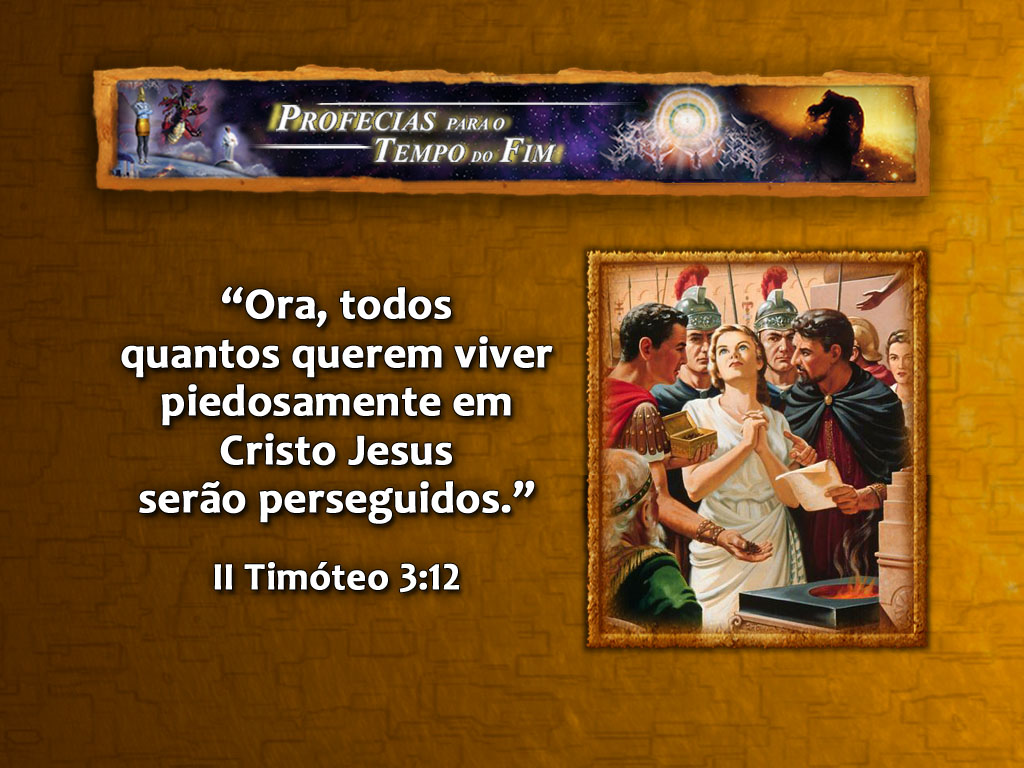 PROFECIAS PARA O
TEMPO DO FIM
“Ora, todos
quantos querem viver
piedosamente em
Cristo Jesus
serão perseguidos.”
II Timóteo 3:12